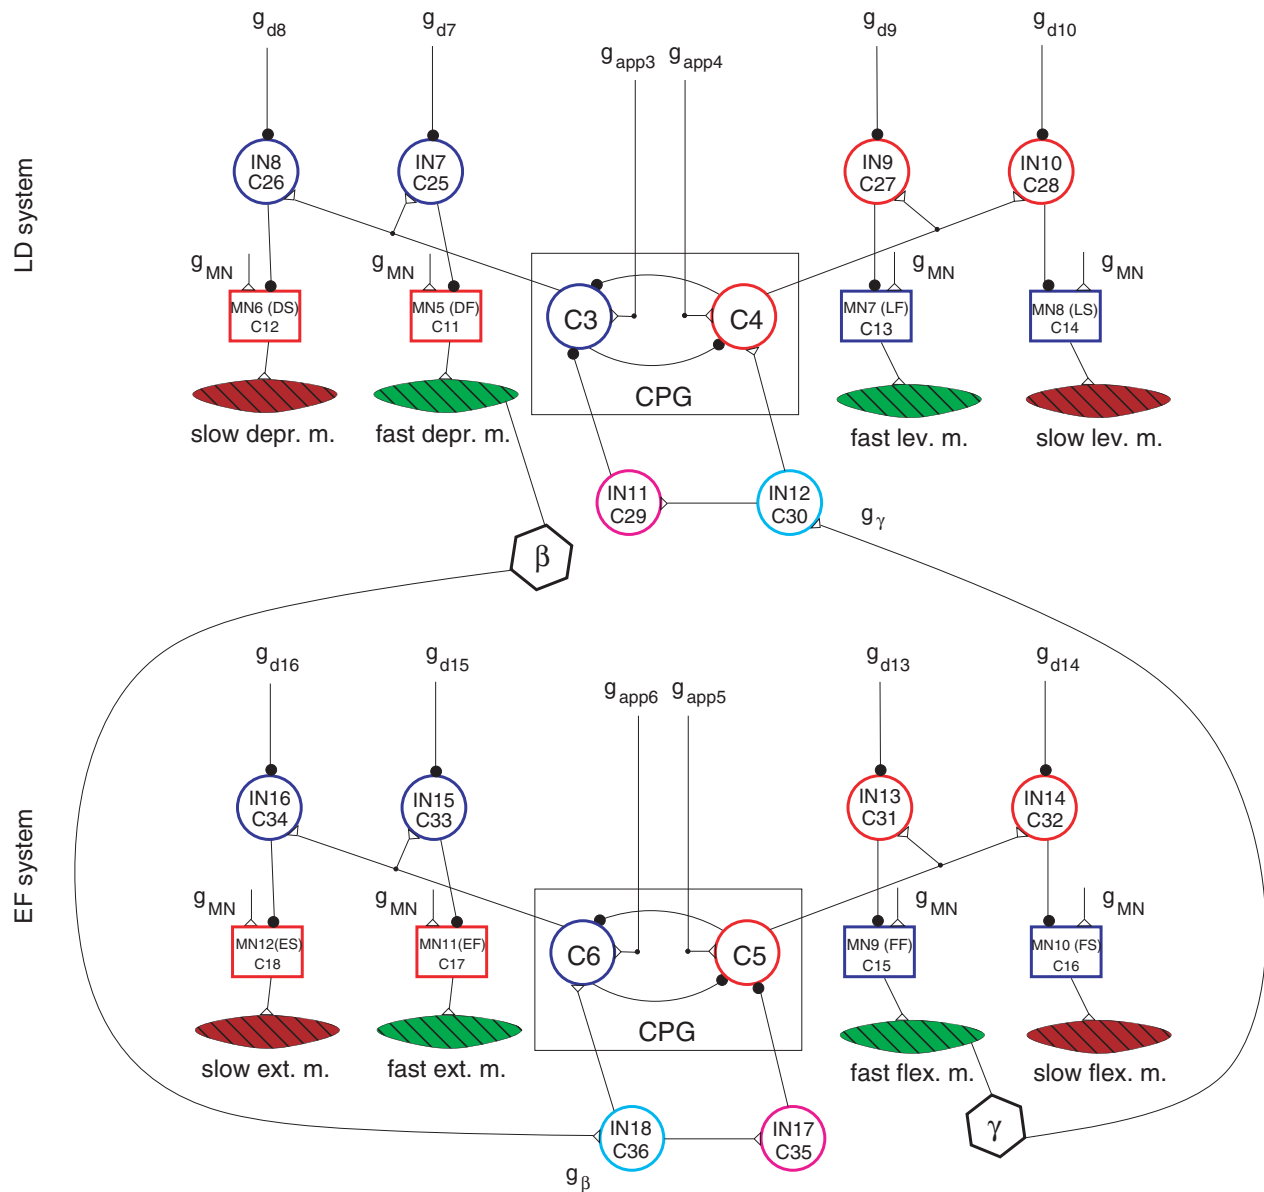 g_d8 g_d7 g_d9 g_d10
g_app3 g_app4
LD system
IN8
C26
IN7
C25
IN9
C27
IN10
C28
g_MN g_MN g_MN g_MN
MN6 (DS)
C12
MN5 (DF)
C11
C3
C4
MN7 (LF)
C13
MN8 (LS)
C14
CPG
slow depr. m.
fast depr. m.
fast lev. m.
slow lev. m.
IN11
C29
IN12
C30
g_γ
β
g_d16 g_d15 g_d13 g_d14
g_app6 g_app5
EF system
IN16
C34
IN15
C33
IN13
C31
IN14
C32
g_MN g_MN g_MN g_MN
MN12(ES)
C18
MN11(EF)
C17
C6
C5
MN9 (FF)
C15
MN10 (FS)
C16
CPG
slow ext. m.
fast ext. m.
fast flex. m.
slow flex. m.
IN18
C36
IN17
C35
γ
g_β